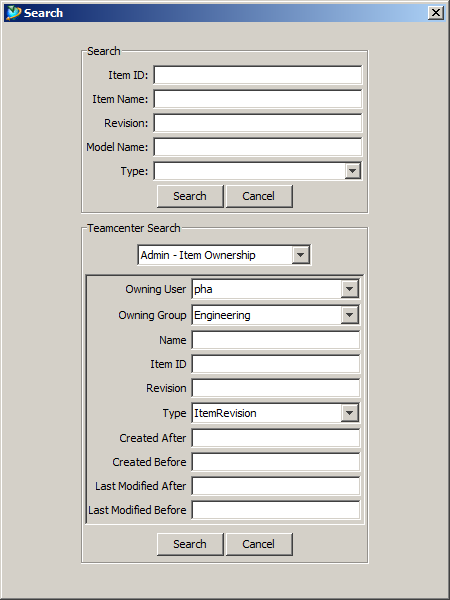 Search
Search
Item ID:
Item Name:
Revision:
Model Name:
Type:
Search Cancel
Teamcenter Search
Admin - Item Ownership
Owning User pha
Owning Group Engineering
Name
Item ID
Revision
Type ItemRevision
Created After
Created Before
Last Modified After
Last Modified Before
Search Cancel